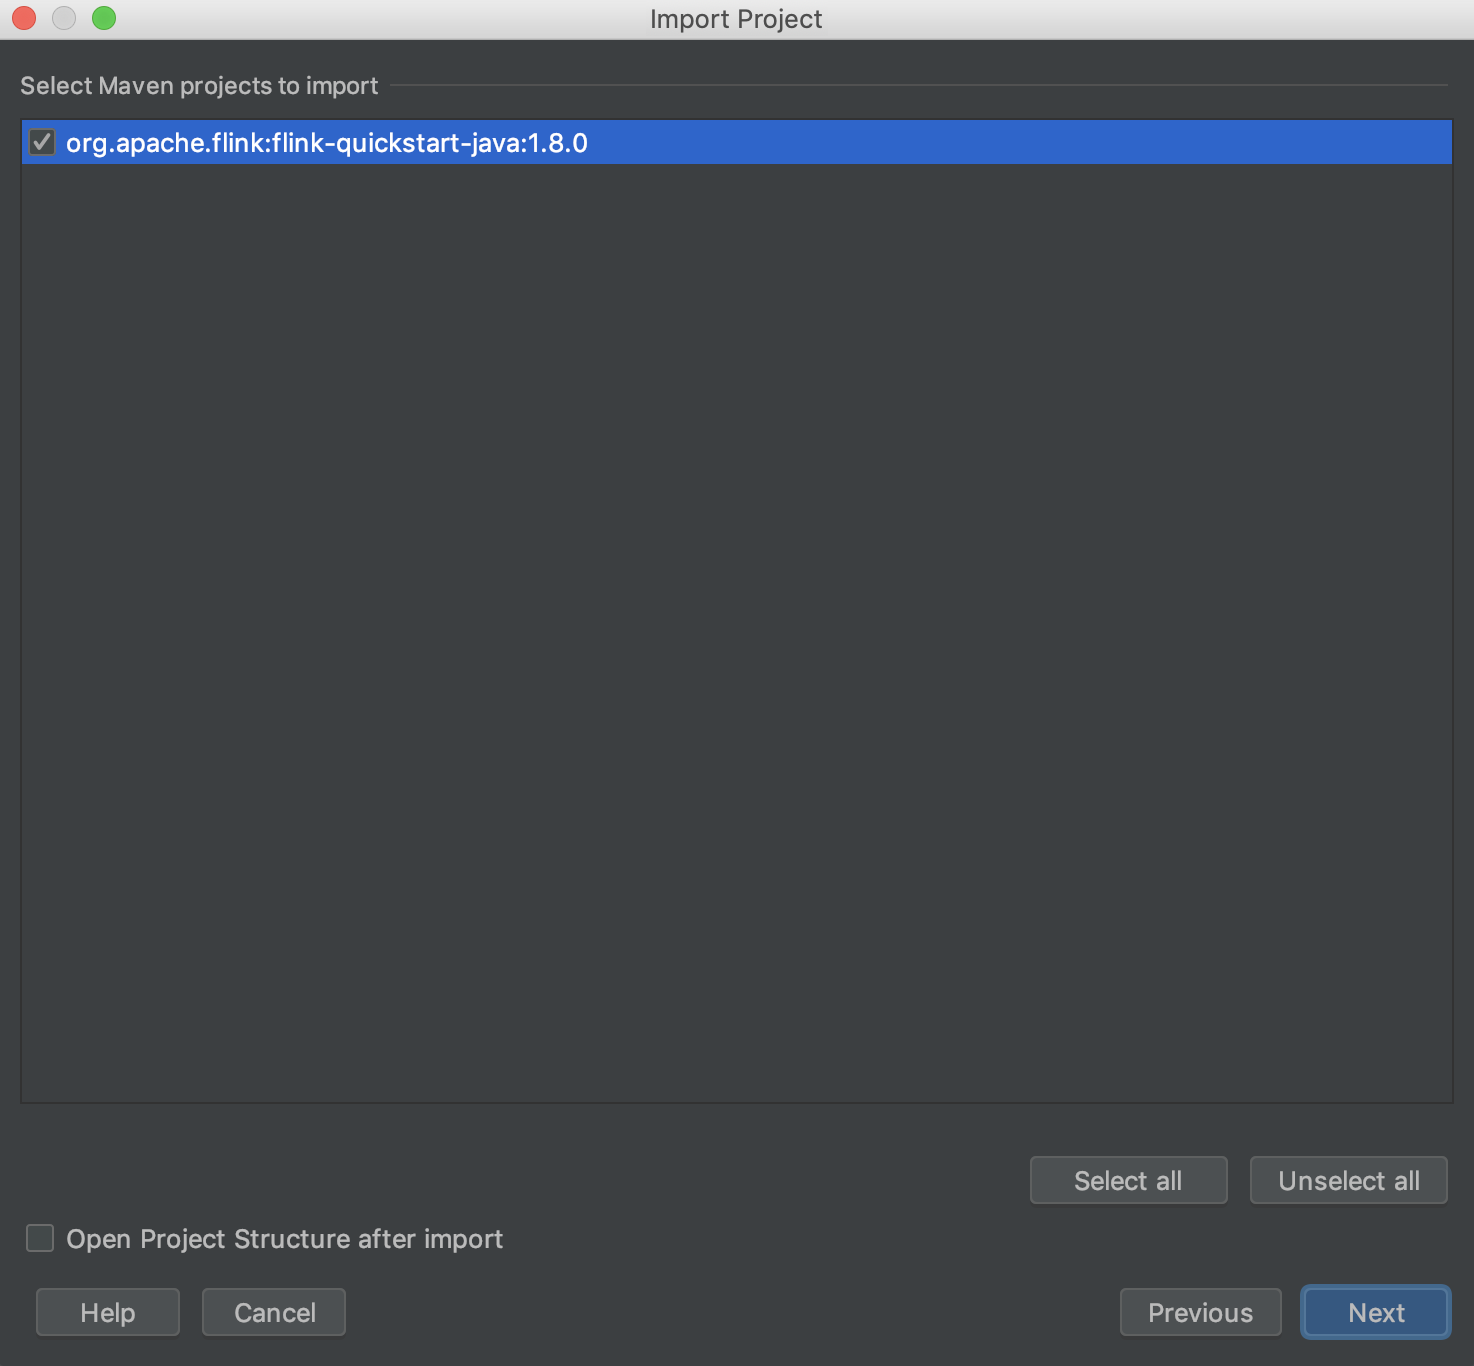 Import Project
Select Maven projects to import
org.apache.flink:flink-quickstart-java:1.8.0
Select all
Unselect all
Open Project Structure after import
Help
Cancel
Previous
Next